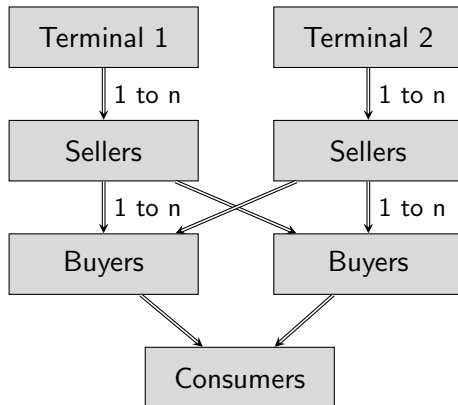 Terminal 1
Terminal 2
1 to n
1 to n
Sellers
Sellers
1 to n
1 to n
Buyers
Buyers
Consumers